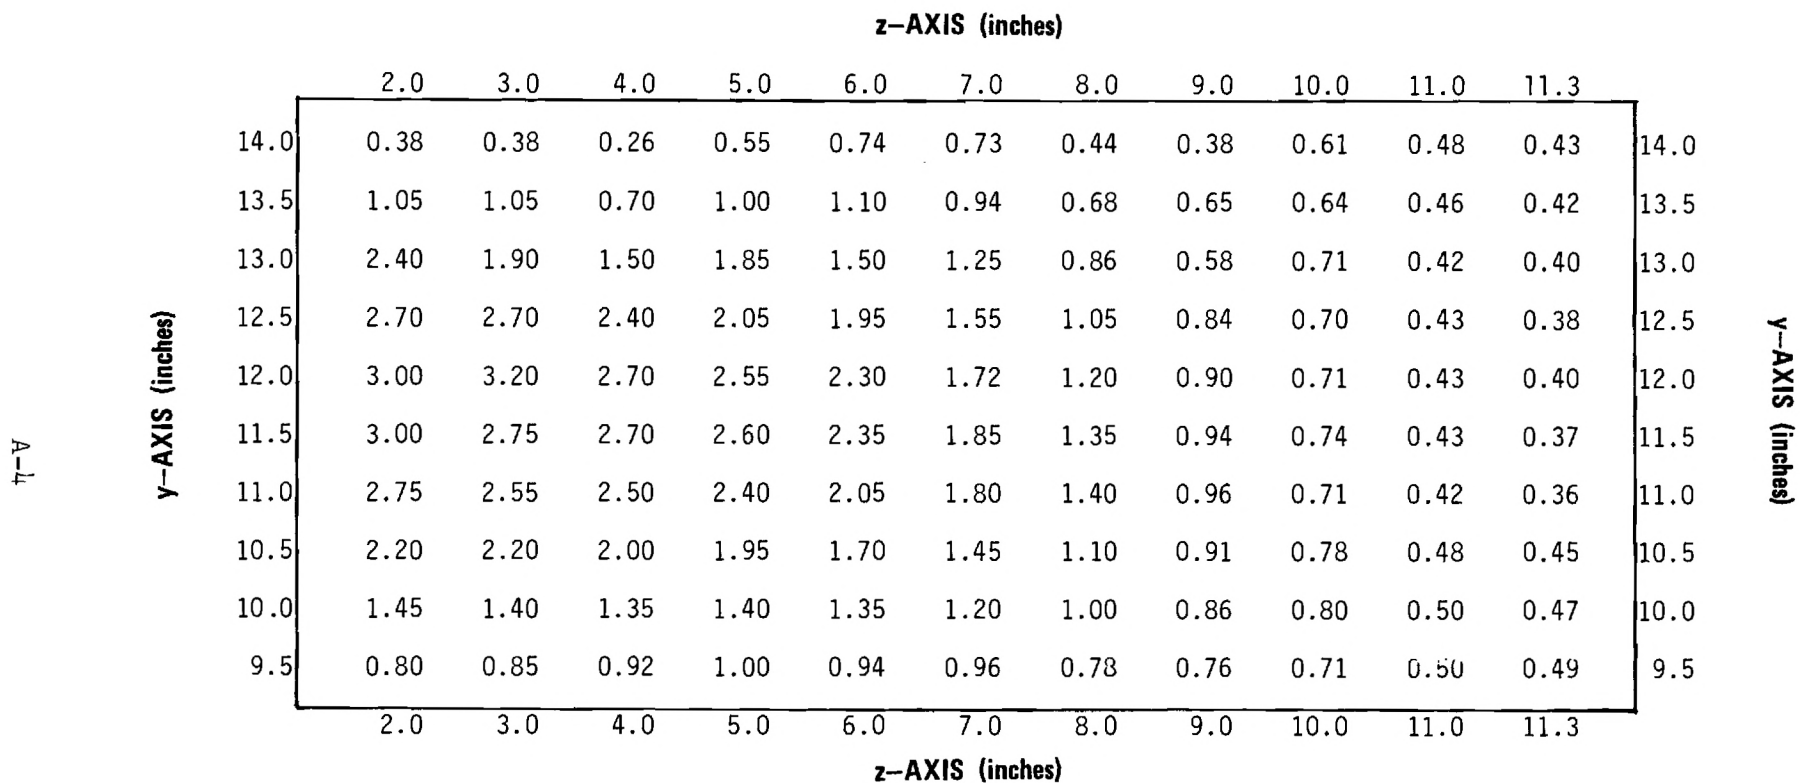 z–AXIS (inches)
2.0 3.0 4.0 5.0 6.0 7.0 8.0 9.0 10.0 11.0 11.3
14.0 0.38 0.38 0.26 0.55 0.74 0.73 0.44 0.38 0.61 0.48 0.43 14.0
13.5 1.05 1.05 0.70 1.00 1.10 0.94 0.68 0.65 0.64 0.46 0.42 13.5
13.0 2.40 1.90 1.50 1.85 1.50 1.25 0.86 0.58 0.71 0.42 0.40 13.0
12.5 2.70 2.70 2.40 2.05 1.95 1.55 1.05 0.84 0.70 0.43 0.38 12.5
12.0 3.00 3.20 2.70 2.55 2.30 1.72 1.20 0.90 0.71 0.43 0.40 12.0
11.5 3.00 2.75 2.70 2.60 2.35 1.85 1.35 0.94 0.74 0.43 0.37 11.5
11.0 2.75 2.55 2.50 2.40 2.05 1.80 1.40 0.96 0.71 0.42 0.36 11.0
10.5 2.20 2.20 2.00 1.95 1.70 1.45 1.10 0.91 0.78 0.48 0.45 10.5
10.0 1.45 1.40 1.35 1.40 1.35 1.20 1.00 0.86 0.80 0.50 0.47 10.0
9.5 0.80 0.85 0.92 1.00 0.94 0.96 0.78 0.76 0.71 0.50 0.49 9.5
2.0 3.0 4.0 5.0 6.0 7.0 8.0 9.0 10.0 11.0 11.3
z–AXIS (inches)
y–AXIS (inches)
y–AXIS (inches)
A-4